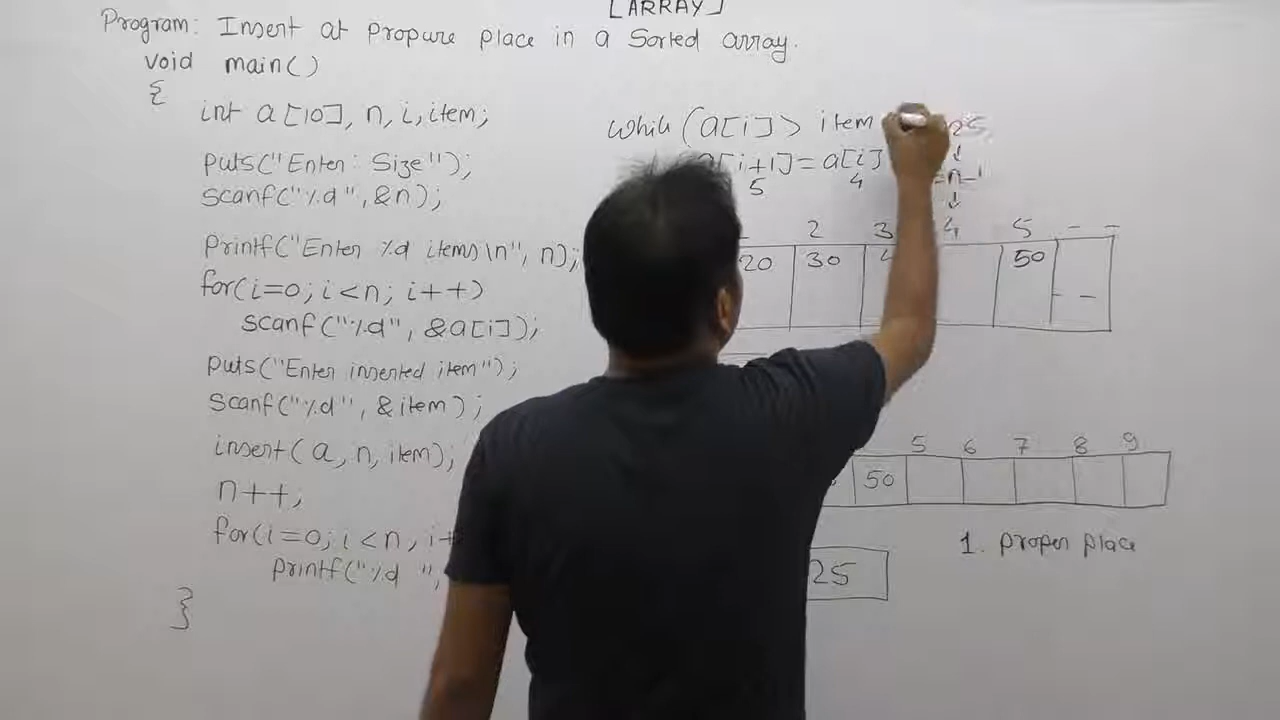 [ARRAY]
Program: Insert at propure place in a Sorted array.
void main()
{
int a[10], n, i, item;
puts("Enter: Size");
scanf("%d", &n);
printf("Enter %d items\n", n);
for(i=0; i<n; i++)
scanf("%d", &a[i]);
puts("Enter inserted item");
scanf("%d", &item);
insert(a, n, item);
n++;
for(i=0; i<n, i+
printf("%d ",
}
while (a[i]> item
[i+1]=a[i]
5 4
=n-1
2 3 4 5 - -
20 30 50
- -
5 6 7 8 9
50
1. proper place
25